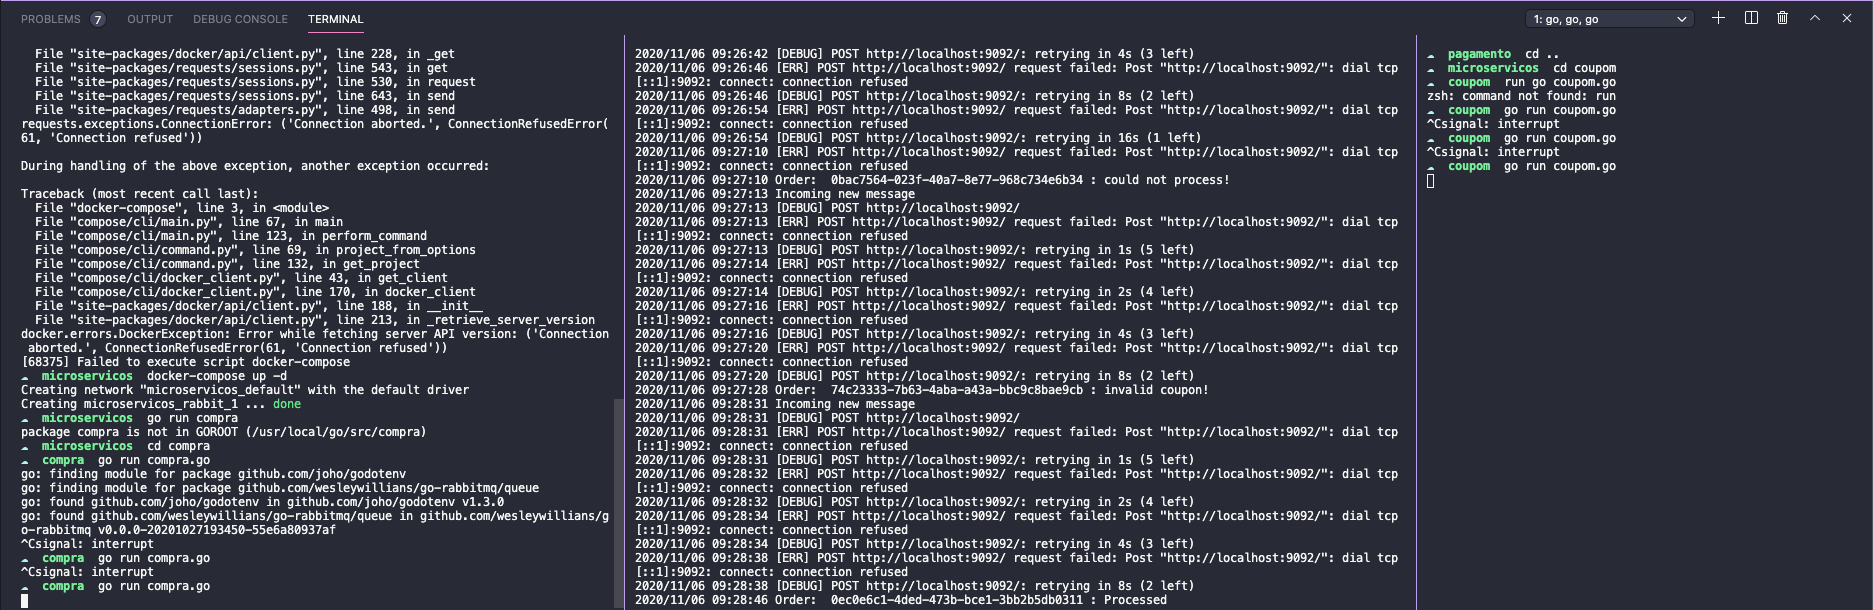 PROBLEMS 7 OUTPUT DEBUG CONSOLE TERMINAL
1: go, go, go
File "site-packages/docker/api/client.py", line 228, in _get
File "site-packages/requests/sessions.py", line 543, in get
File "site-packages/requests/sessions.py", line 530, in request
File "site-packages/requests/sessions.py", line 643, in send
File "site-packages/requests/adapters.py", line 498, in send
requests.exceptions.ConnectionError: ('Connection aborted.', ConnectionRefusedError(
61, 'Connection refused'))
During handling of the above exception, another exception occurred:
Traceback (most recent call last):
File "docker-compose", line 3, in <module>
File "compose/cli/main.py", line 67, in main
File "compose/cli/main.py", line 123, in perform_command
File "compose/cli/command.py", line 69, in project_from_options
File "compose/cli/command.py", line 132, in get_project
File "compose/cli/docker_client.py", line 43, in get_client
File "compose/cli/docker_client.py", line 170, in docker_client
File "site-packages/docker/api/client.py", line 188, in __init__
File "site-packages/docker/api/client.py", line 213, in _retrieve_server_version
docker.errors.DockerException: Error while fetching server API version: ('Connection
aborted.', ConnectionRefusedError(61, 'Connection refused'))
[68375] Failed to execute script docker-compose
microservicos docker-compose up -d
Creating network "microservicos_default" with the default driver
Creating microservicos_rabbit_1 ... done
microservicos go run compra
package compra is not in GOROOT (/usr/local/go/src/compra)
microservicos cd compra
compra go run compra.go
go: finding module for package github.com/joho/godotenv
go: finding module for package github.com/wesleywillians/go-rabbitmq/queue
go: found github.com/joho/godotenv in github.com/joho/godotenv v1.3.0
go: found github.com/wesleywillians/go-rabbitmq/queue in github.com/wesleywillians/g
o-rabbitmq v0.0.0-20201027193450-55e6a80937af
^Csignal: interrupt
compra go run compra.go
^Csignal: interrupt
compra go run compra.go
2020/11/06 09:26:42 [DEBUG] POST http://localhost:9092/: retrying in 4s (3 left)
2020/11/06 09:26:46 [ERR] POST http://localhost:9092/ request failed: Post "http://localhost:9092/": dial tcp
[::1]:9092: connect: connection refused
2020/11/06 09:26:46 [DEBUG] POST http://localhost:9092/: retrying in 8s (2 left)
2020/11/06 09:26:54 [ERR] POST http://localhost:9092/ request failed: Post "http://localhost:9092/": dial tcp
[::1]:9092: connect: connection refused
2020/11/06 09:26:54 [DEBUG] POST http://localhost:9092/: retrying in 16s (1 left)
2020/11/06 09:27:10 [ERR] POST http://localhost:9092/ request failed: Post "http://localhost:9092/": dial tcp
[::1]:9092: connect: connection refused
2020/11/06 09:27:10 Order: 0bac7564-023f-40a7-8e77-968c734e6b34 : could not process!
2020/11/06 09:27:13 Incoming new message
2020/11/06 09:27:13 [DEBUG] POST http://localhost:9092/
2020/11/06 09:27:13 [ERR] POST http://localhost:9092/ request failed: Post "http://localhost:9092/": dial tcp
[::1]:9092: connect: connection refused
2020/11/06 09:27:13 [DEBUG] POST http://localhost:9092/: retrying in 1s (5 left)
2020/11/06 09:27:14 [ERR] POST http://localhost:9092/ request failed: Post "http://localhost:9092/": dial tcp
[::1]:9092: connect: connection refused
2020/11/06 09:27:14 [DEBUG] POST http://localhost:9092/: retrying in 2s (4 left)
2020/11/06 09:27:16 [ERR] POST http://localhost:9092/ request failed: Post "http://localhost:9092/": dial tcp
[::1]:9092: connect: connection refused
2020/11/06 09:27:16 [DEBUG] POST http://localhost:9092/: retrying in 4s (3 left)
2020/11/06 09:27:20 [ERR] POST http://localhost:9092/ request failed: Post "http://localhost:9092/": dial tcp
[::1]:9092: connect: connection refused
2020/11/06 09:27:20 [DEBUG] POST http://localhost:9092/: retrying in 8s (2 left)
2020/11/06 09:27:28 Order: 74c23333-7b63-4aba-a43a-bbc9c8bae9cb : invalid coupon!
2020/11/06 09:28:31 Incoming new message
2020/11/06 09:28:31 [DEBUG] POST http://localhost:9092/
2020/11/06 09:28:31 [ERR] POST http://localhost:9092/ request failed: Post "http://localhost:9092/": dial tcp
[::1]:9092: connect: connection refused
2020/11/06 09:28:31 [DEBUG] POST http://localhost:9092/: retrying in 1s (5 left)
2020/11/06 09:28:32 [ERR] POST http://localhost:9092/ request failed: Post "http://localhost:9092/": dial tcp
[::1]:9092: connect: connection refused
2020/11/06 09:28:32 [DEBUG] POST http://localhost:9092/: retrying in 2s (4 left)
2020/11/06 09:28:34 [ERR] POST http://localhost:9092/ request failed: Post "http://localhost:9092/": dial tcp
[::1]:9092: connect: connection refused
2020/11/06 09:28:34 [DEBUG] POST http://localhost:9092/: retrying in 4s (3 left)
2020/11/06 09:28:38 [ERR] POST http://localhost:9092/ request failed: Post "http://localhost:9092/": dial tcp
[::1]:9092: connect: connection refused
2020/11/06 09:28:38 [DEBUG] POST http://localhost:9092/: retrying in 8s (2 left)
2020/11/06 09:28:46 Order: 0ec0e6c1-4ded-473b-bce1-3bb2b5db0311 : Processed
pagamento cd ..
microservicos cd coupom
coupom run go coupom.go
zsh: command not found: run
coupom go run coupom.go
^Csignal: interrupt
coupom go run coupom.go
^Csignal: interrupt
coupom go run coupom.go